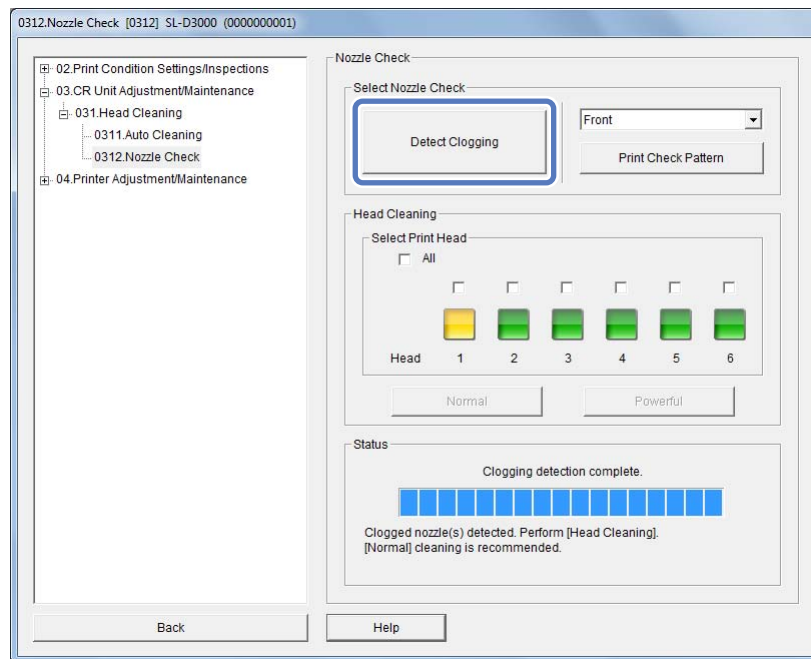 0312.Nozzle Check [0312] SL-D3000 (0000000001)
02.Print Condition Settings/Inspections
03.CR Unit Adjustment/Maintenance
031.Head Cleaning
0311.Auto Cleaning
0312.Nozzle Check
04.Printer Adjustment/Maintenance
Nozzle Check
Select Nozzle Check
Detect Clogging
Front
Print Check Pattern
Head Cleaning
Select Print Head
All
Head 1 2 3 4 5 6
Normal Powerful
Status
Clogging detection complete.
Clogged nozzle(s) detected. Perform [Head Cleaning].
[Normal] cleaning is recommended.
Back Help